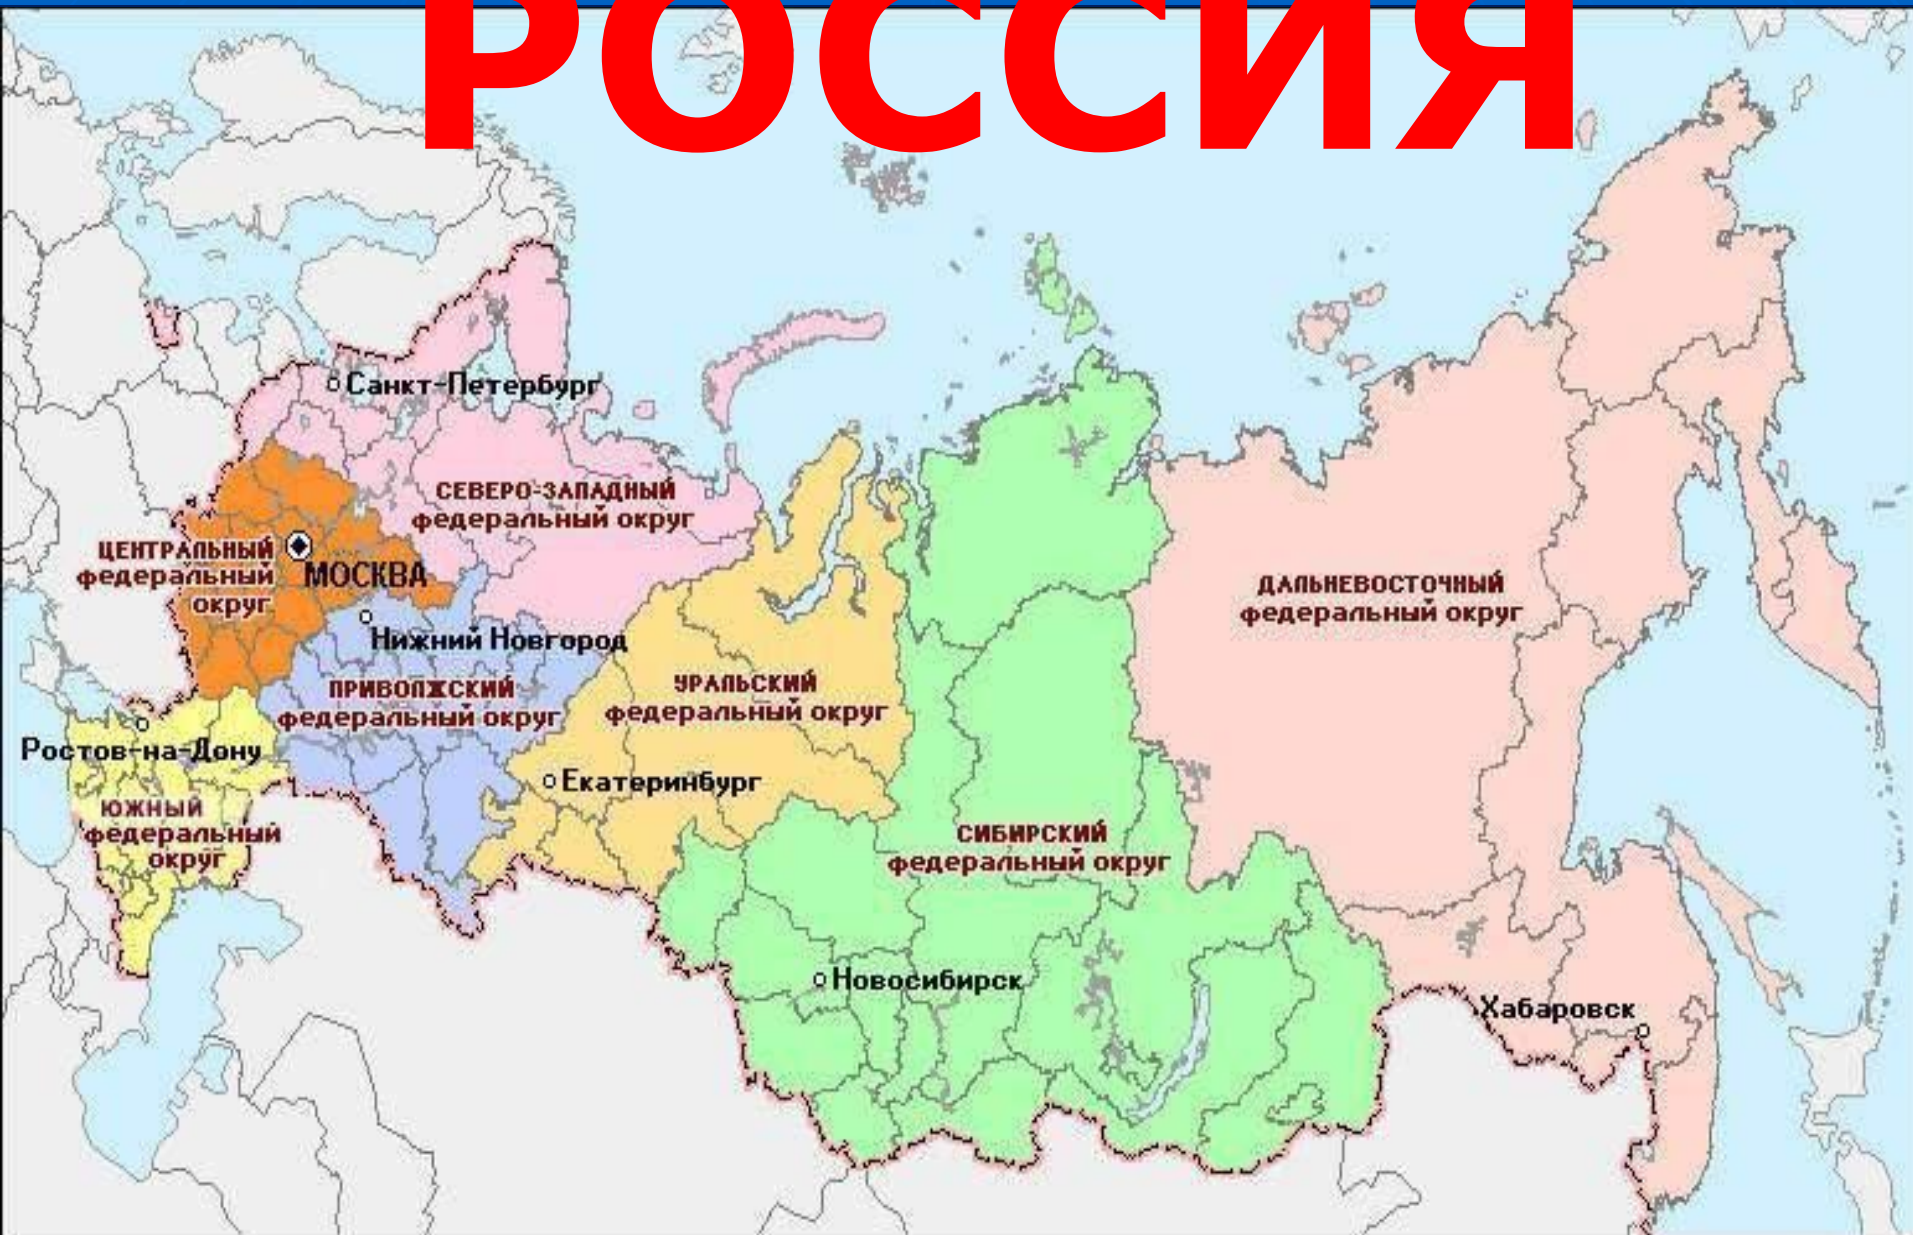 РОССИЯ
Санкт-Петербург
СЕВЕРО-ЗАПАДНЫЙ
федеральный округ
ЦЕНТРАЛЬНЫЙ
федеральный
округ
МОСКВА
Нижний Новгород
ПРИВОЛЖСКИЙ
федеральный округ
УРАЛЬСКИЙ
федеральный округ
ДАЛЬНЕВОСТОЧНЫЙ
федеральный округ
Ростов-на-Дону
Екатеринбург
ЮЖНЫЙ
федеральный
округ
СИБИРСКИЙ
федеральный округ
Новосибирск
Хабаровск